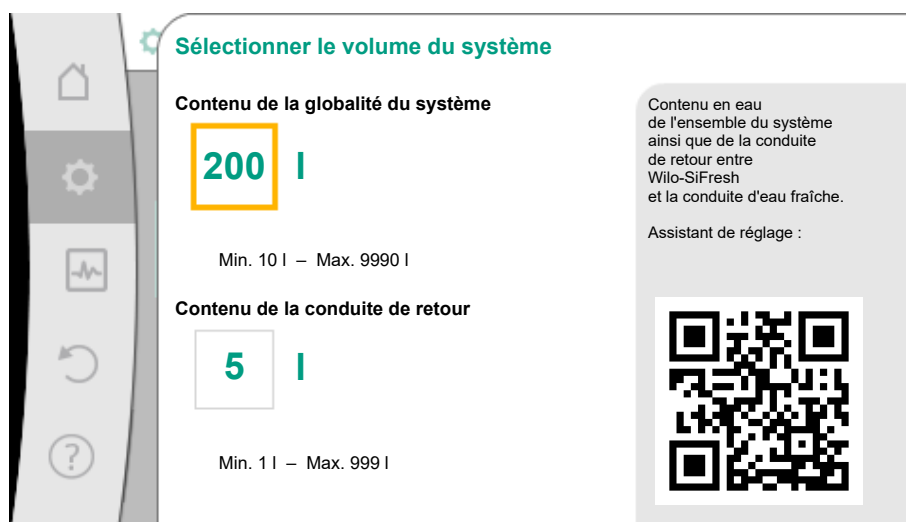 Sélectionner le volume du système
Contenu de la globalité du système
200 l
Min. 10 l – Max. 9990 l
Contenu de la conduite de retour
5 l
Min. 1 l – Max. 999 l
Contenu en eau
de l'ensemble du système
ainsi que de la conduite
de retour entre
Wilo-SiFresh
et la conduite d'eau fraîche.
Assistant de réglage :
?